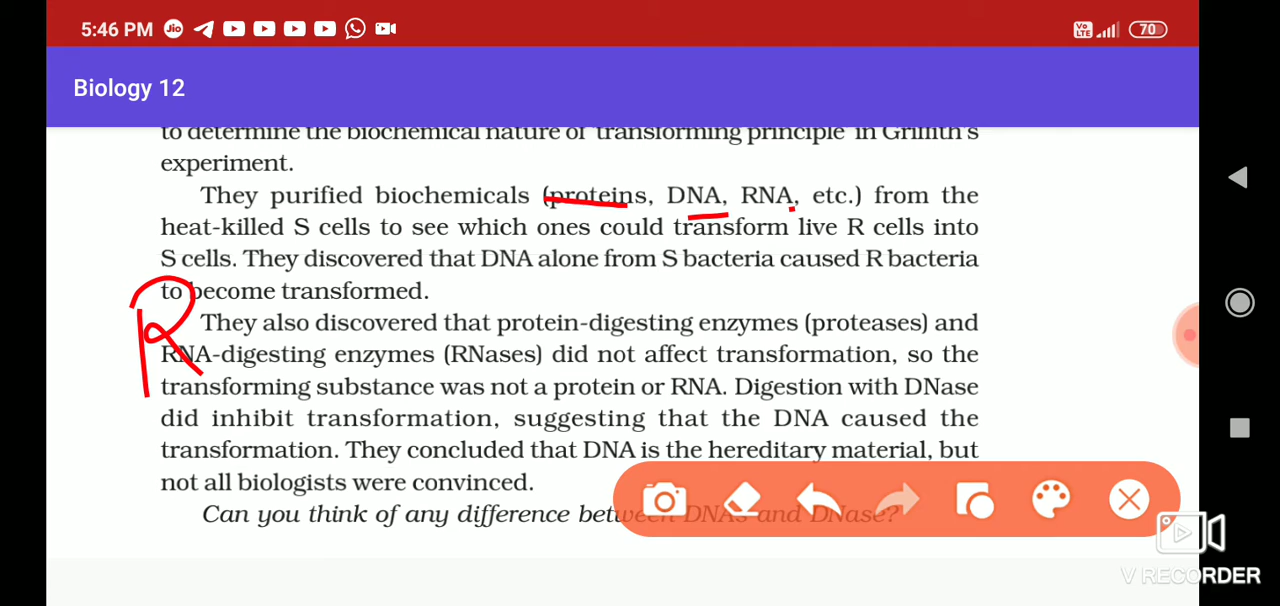 5:46 PM
Jio
Vo LTE
70
Biology 12
to determine the biochemical nature of 'transforming principle' in Griffith's
experiment.
They purified biochemicals (proteins, DNA, RNA, etc.) from the
heat-killed S cells to see which ones could transform live R cells into
S cells. They discovered that DNA alone from S bacteria caused R bacteria
to become transformed.
R
They also discovered that protein-digesting enzymes (proteases) and
RNA-digesting enzymes (RNases) did not affect transformation, so the
transforming substance was not a protein or RNA. Digestion with DNase
did inhibit transformation, suggesting that the DNA caused the
transformation. They concluded that DNA is the hereditary material, but
not all biologists were convinced.
Can you think of any difference between DNAs and DNase?
V RECORDER